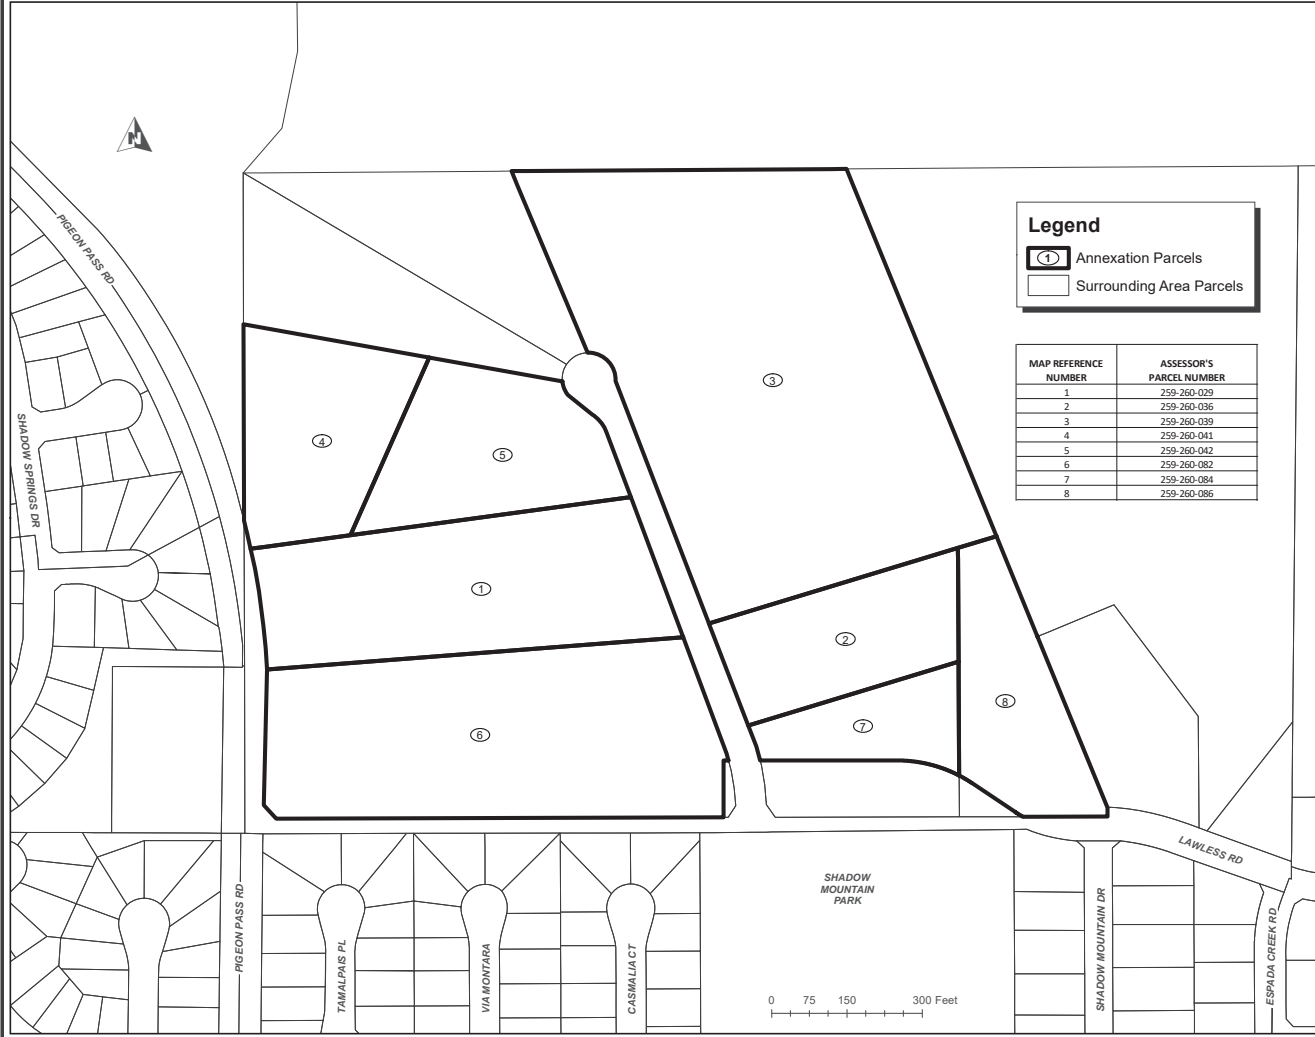 N
PIGEON PASS RD
SHADOW SPRINGS DR
Legend
1 Annexation Parcels
Surrounding Area Parcels
MAP REFERENCE
NUMBER
ASSESSOR'S
PARCEL NUMBER
1 259-260-029
2 259-260-036
3 259-260-039
4 259-260-041
5 259-260-042
6 259-260-082
7 259-260-084
8 259-260-086
3
4
5
1
2
8
7
6
LAWLESS RD
SHADOW
MOUNTAIN
PARK
PIGEON PASS RD
TAMALPAIS PL
VIA MONTARA
CASMALIA CT
SHADOW MOUNTAIN DR
ESPADA CREEK RD
0 75 150 300 Feet